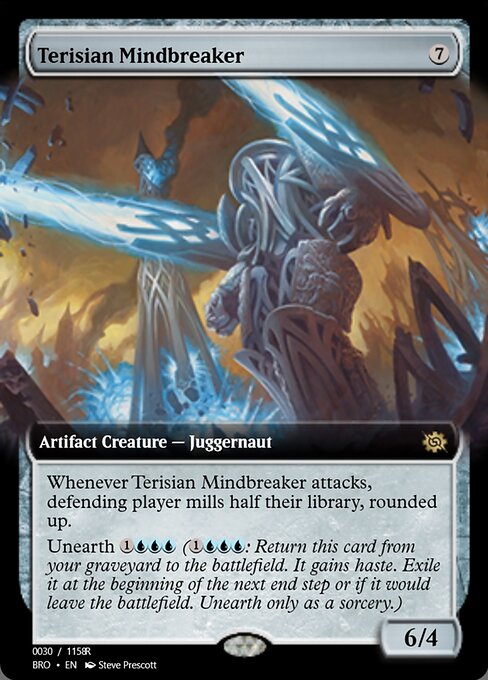 Terisian Mindbreaker 7
Artifact Creature — Juggernaut
Whenever Terisian Mindbreaker attacks,
defending player mills half their library, rounded
up.
Unearth 1 (1: Return this card from
your graveyard to the battlefield. It gains haste. Exile
it at the beginning of the next end step or if it would
leave the battlefield. Unearth only as a sorcery.)
6/4
0030 / 1158R
BRO • EN Steve Prescott